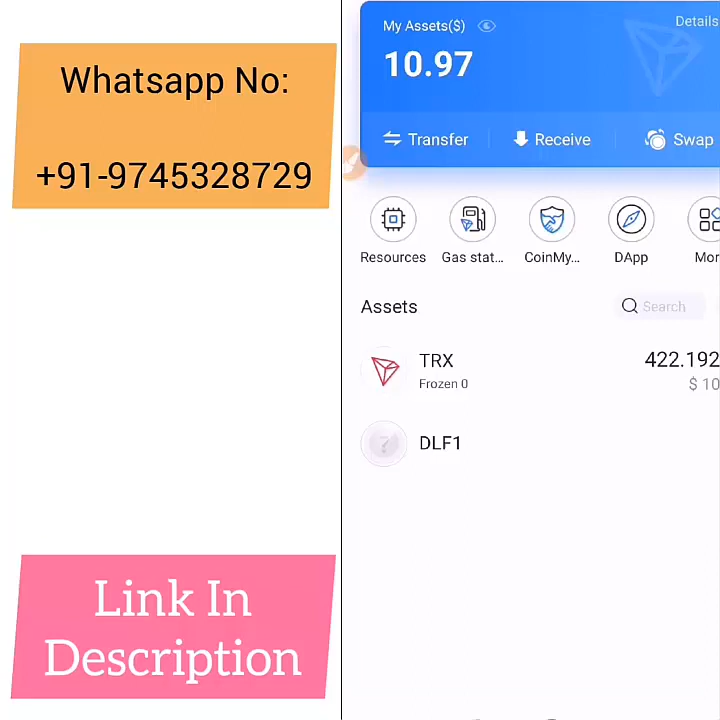 Whatsapp No:
+91-9745328729
Link In
Description
My Assets($)
Details
10.97
Transfer
Receive
Swap
Resources
Gas stat...
CoinMy...
DApp
Mor
Assets
Search
TRX
422.192
Frozen 0
$ 10
DLF1